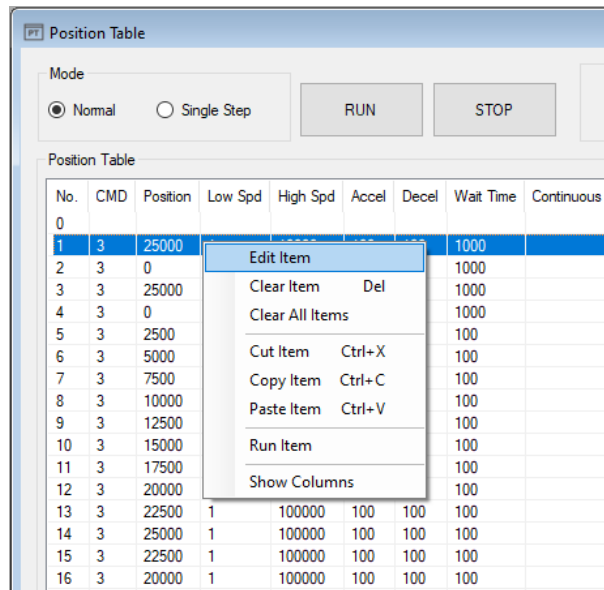 PT Position Table
Mode
Normal Single Step RUN STOP
Position Table
No. CMD Position Low Spd High Spd Accel Decel Wait Time Continuous
0
1 3 25000 1000
2 3 0 1000
3 3 25000 1000
4 3 0 1000
5 3 2500 100
6 3 5000 100
7 3 7500 100
8 3 10000 100
9 3 12500 100
10 3 15000 100
11 3 17500 100
12 3 20000 100
13 3 22500 1 100000 100 100 100
14 3 25000 1 100000 100 100 100
15 3 22500 1 100000 100 100 100
16 3 20000 1 100000 100 100 100
Edit Item
Clear Item Del
Clear All Items
Cut Item Ctrl+X
Copy Item Ctrl+C
Paste Item Ctrl+V
Run Item
Show Columns